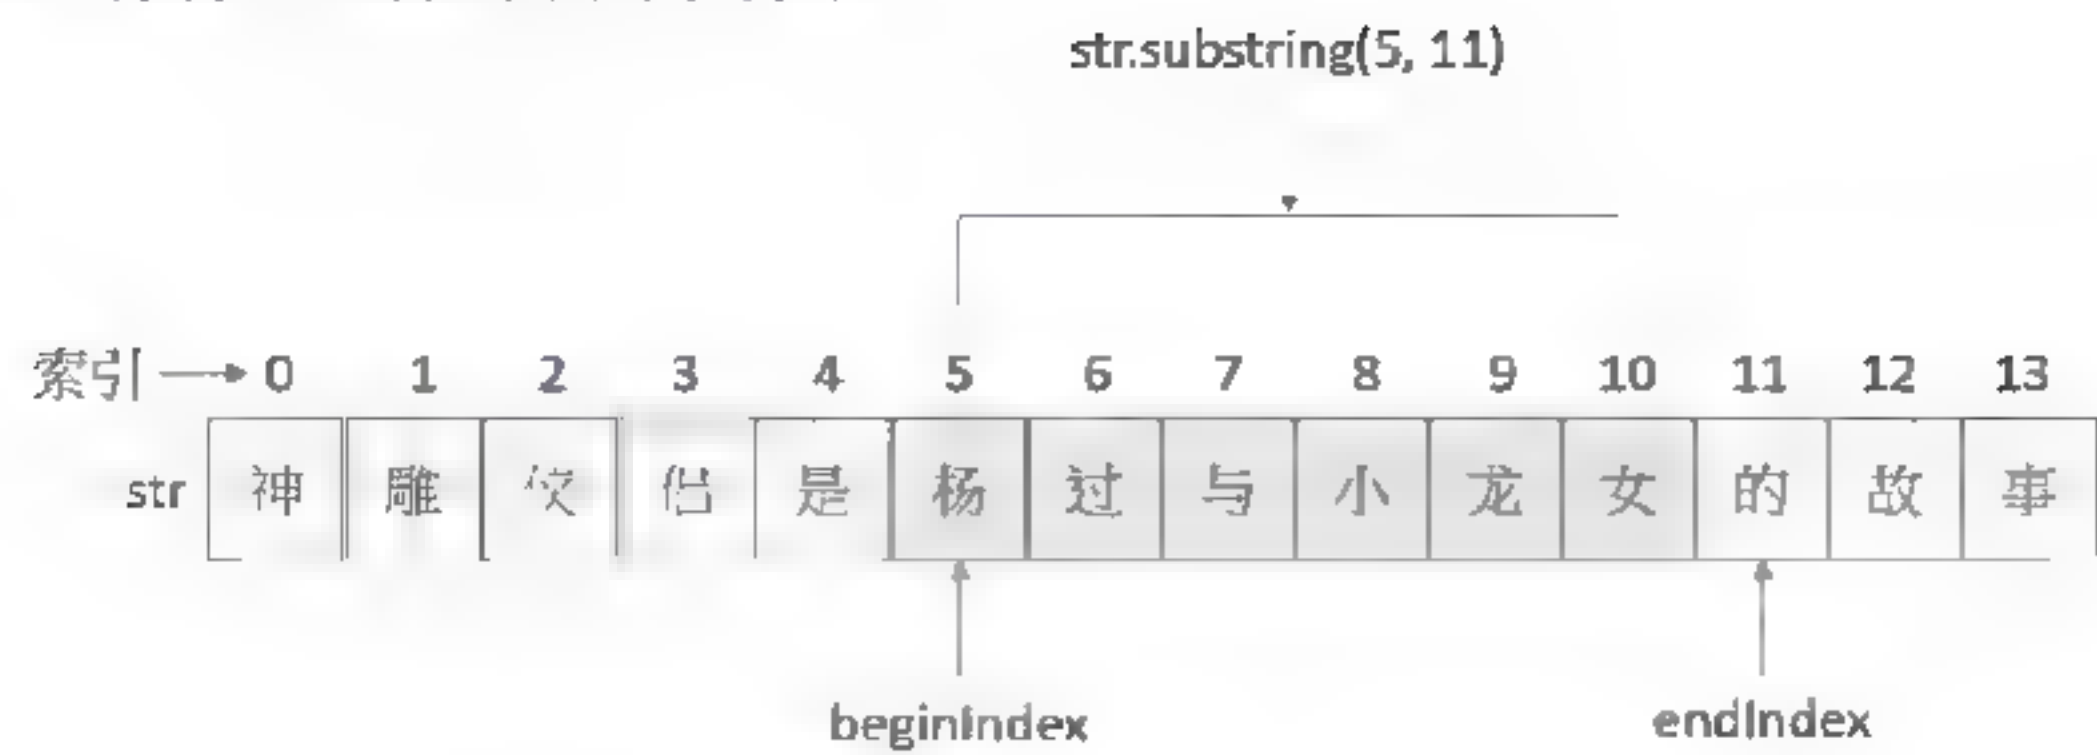 str.substring(5, 11)
索引 0 1 2 3 4 5 6 7 8 9 10 11 12 13
str 神 雕 侠 侣 是 杨 过 与 小 龙 女 的 故 事
beginIndex endIndex